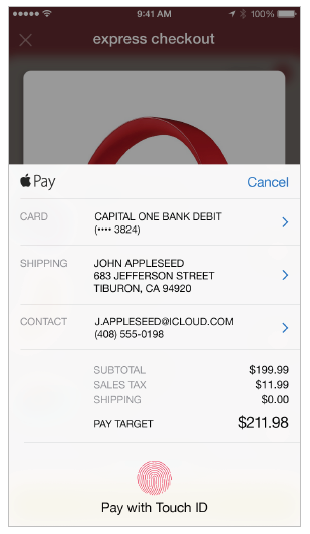 9:41 AM
100%
express checkout
Pay
Cancel
CARD
CAPITAL ONE BANK DEBIT
(•••• 3824)
SHIPPING
JOHN APPLESEED
683 JEFFERSON STREET
TIBURON, CA 94920
CONTACT
J.APPLESEED@ICLOUD.COM
(408) 555-0198
SUBTOTAL $199.99
SALES TAX $11.99
SHIPPING $0.00
PAY TARGET $211.98
Pay with Touch ID